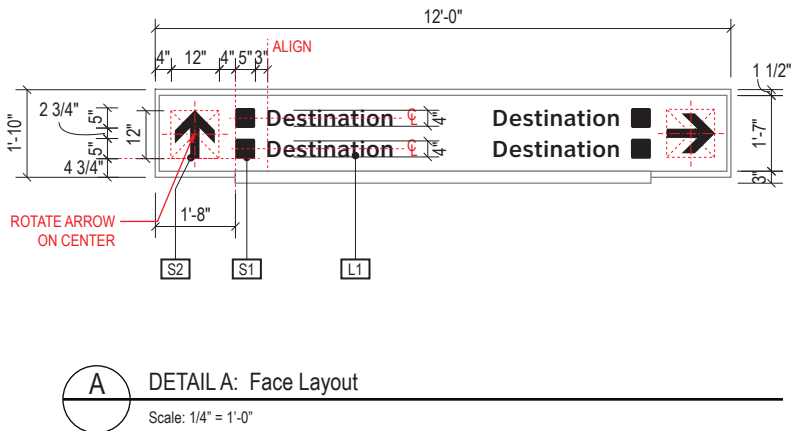 12'-0"
4" 12" 4" 5" 3" ALIGN
1 1/2"
1'-10" 2 3/4" 5" 5" 12" 4 3/4"
Destination ℄ 4" Destination
Destination ℄ 4" Destination
1'-7" 3"
1'-8"
ROTATE ARROW
ON CENTER
S2 S1 L1
A DETAIL A: Face Layout
Scale: 1/4" = 1'-0"